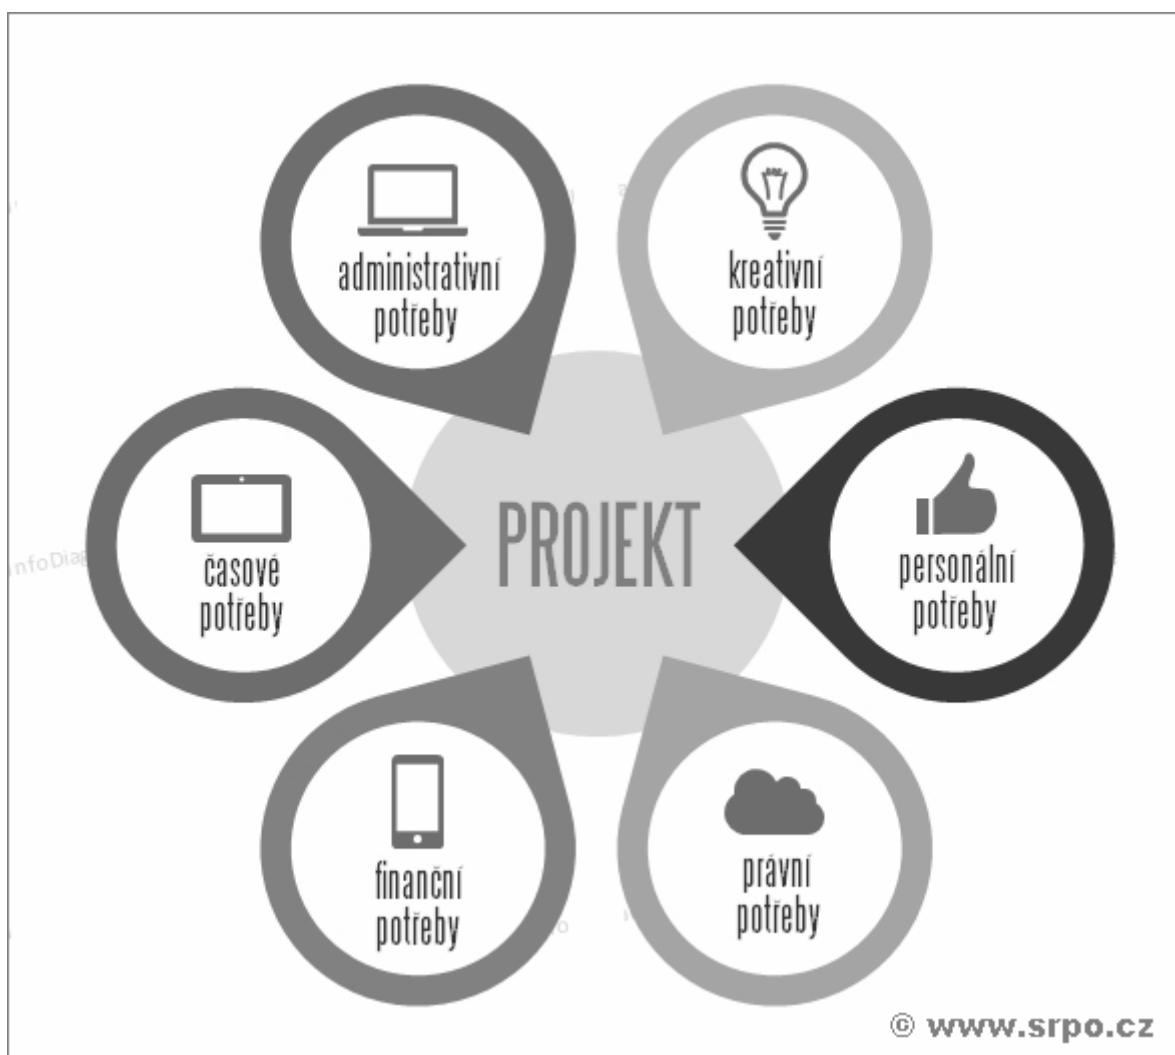 administrativní
potřeby
kreativní
potřeby
časové
potřeby
PROJEKT
personální
potřeby
finanční
potřeby
právní
potřeby
© www.srpo.cz